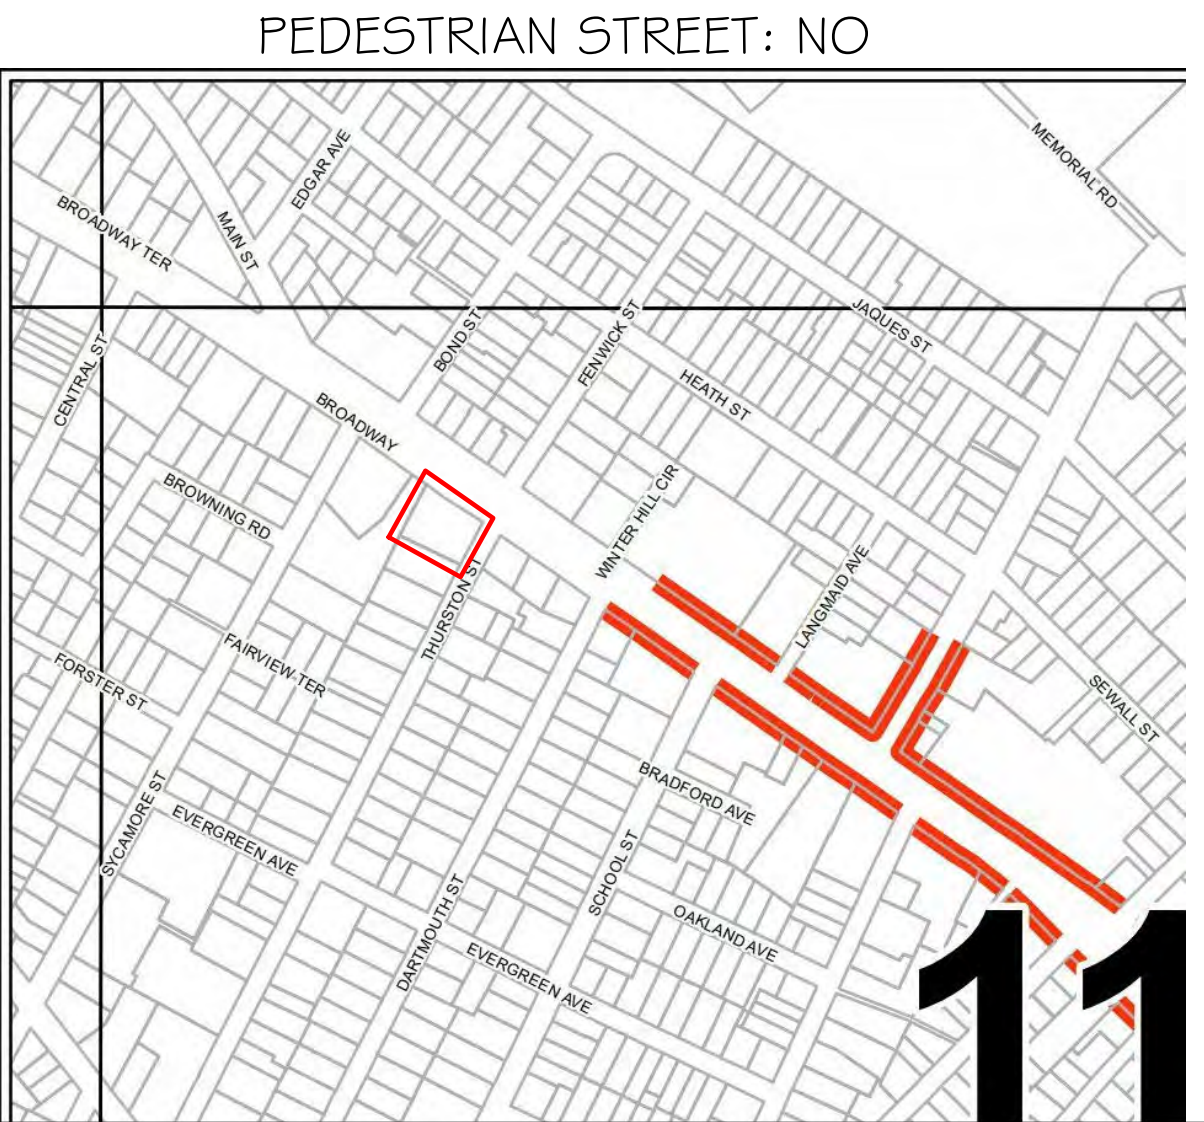 PEDESTRIAN STREET: NO
MEMORIAL RD
EDGAR AVE
BROADWAY TER
MAIN ST
JAQUES ST
BOND ST
FENWICK ST
CENTRAL ST
HEATH ST
BROADWAY
BROWNING RD
WINTER HILL CIR
LANGMAID AVE
THURSTON ST
FAIRVIEW TER
FORSTER ST
SEWALL ST
BRADFORD AVE
SYCAMORE ST
EVERGREEN AVE
SCHOOL ST
DARTMOUTH ST
OAKLAND AVE
EVERGREEN AVE
11